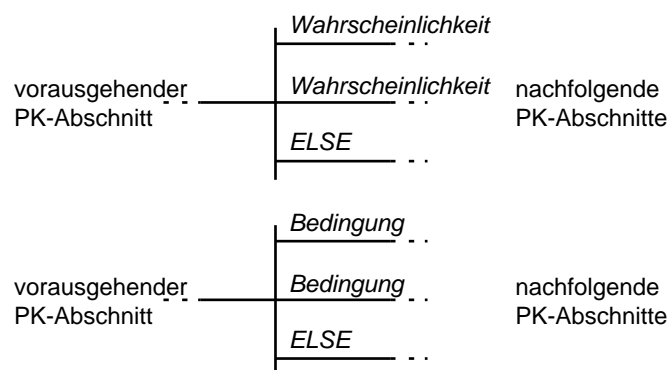 Wahrscheinlichkeit
vorausgehender Wahrscheinlichkeit nachfolgende
PK-Abschnitt PK-Abschnitte
ELSE
Bedingung
vorausgehender Bedingung nachfolgende
PK-Abschnitt PK-Abschnitte
ELSE